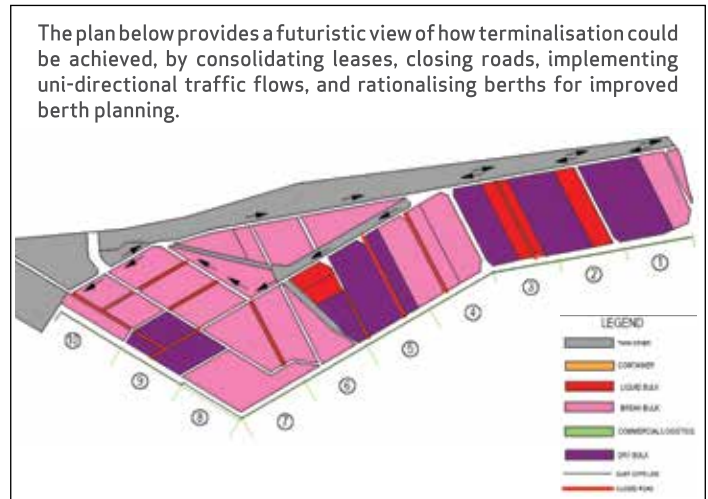 The plan below provides a futuristic view of how terminalisation could
be achieved, by consolidating leases, closing roads, implementing
uni-directional traffic flows, and rationalising berths for improved
berth planning.
1
2
3
4
5
6
7
8
9
10
LEGEND
CONTAINER
LIQUID BULK
BREAK BULK
COMMERCIAL LOGISTICS
DRY BULK
CLOSED ROAD